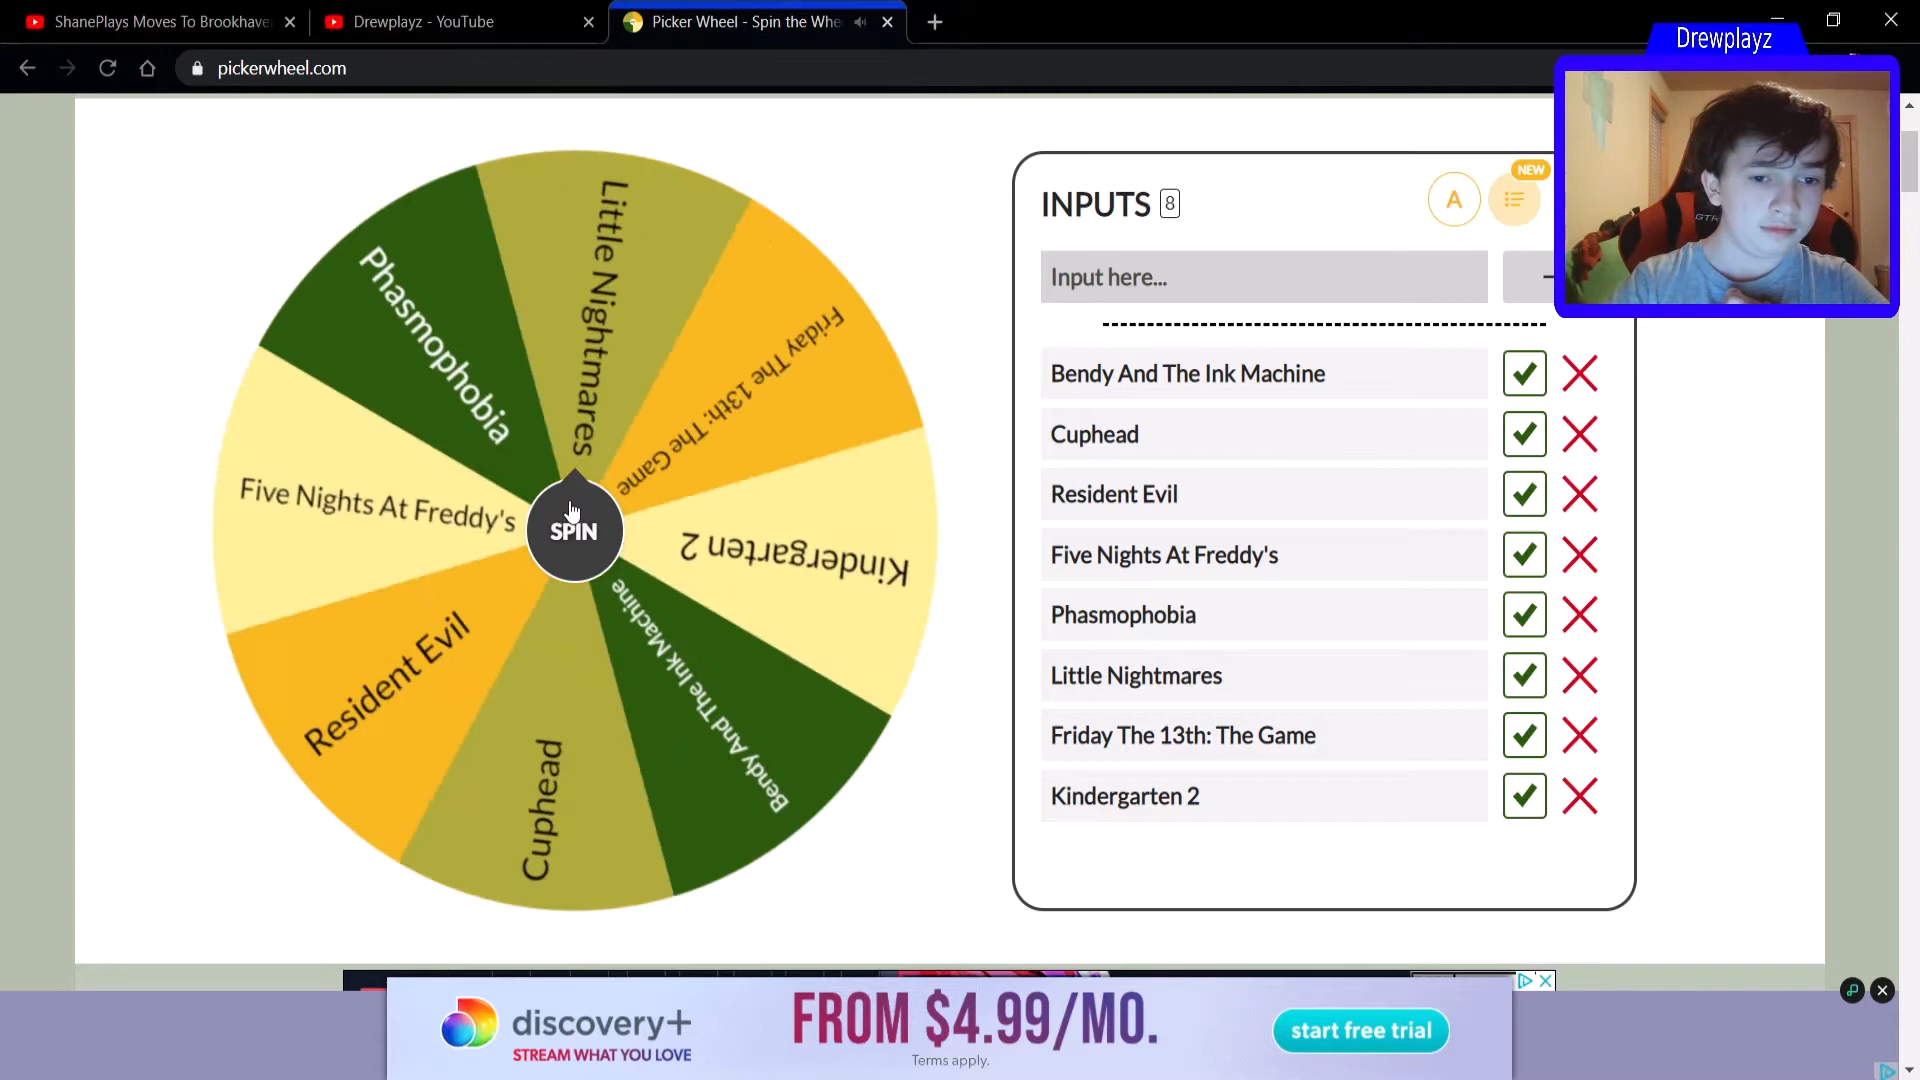 ShanePlays Moves To Brookhave
Drewplayz - YouTube
Picker Wheel - Spin the Whe
Drewplayz
pickerwheel.com
Little Nightmares
Friday The 13th: The Game
Kindergarten 2
Bendy And The Ink Machine
Cuphead
Resident Evil
Five Nights At Freddy's
Phasmophobia
SPIN
INPUTS 8
A
NEW
Input here...
Bendy And The Ink Machine
Cuphead
Resident Evil
Five Nights At Freddy's
Phasmophobia
Little Nightmares
Friday The 13th: The Game
Kindergarten 2
discovery+
STREAM WHAT YOU LOVE
FROM $4.99/MO.
Terms apply.
start free trial